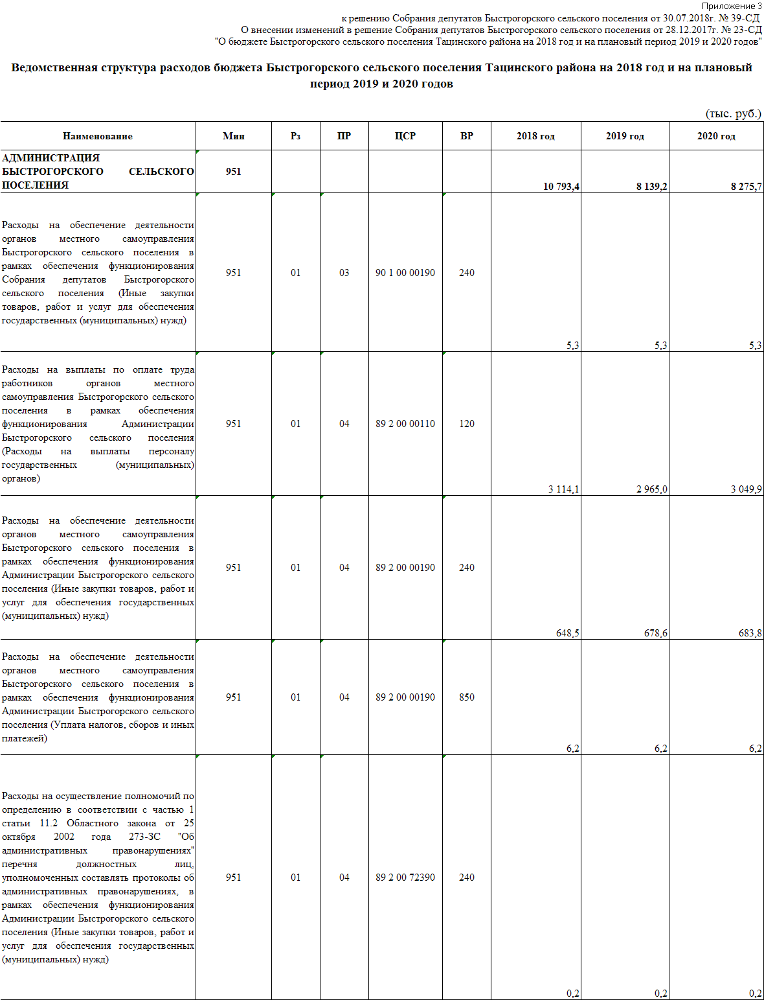 Приложение 3
к решению Собрания депутатов Быстрогорского сельского поселения от 30.07.2018г. № 39-СД
О внесении изменений в решение Собрания депутатов Быстрогорского сельского поселения от 28.12.2017г. № 23-СД
"О бюджете Быстрогорского сельского поселения Тацинского района на 2018 год и на плановый период 2019 и 2020 годов"
Ведомственная структура расходов бюджета Быстрогорского сельского поселения Тацинского района на 2018 год и на плановый
период 2019 и 2020 годов
(тыс. руб.)
Наименование Мин Рз ПР ЦСР ВР 2018 год 2019 год 2020 год
АДМИНИСТРАЦИЯ
БЫСТРОГОРСКОГО СЕЛЬСКОГО
ПОСЕЛЕНИЯ
951
10 793,4 8 139,2 8 275,7
Расходы на обеспечение деятельности
органов местного самоуправления
Быстрогорского сельского поселения в
рамках обеспечения функционирования
Собрания депутатов Быстрогорского
сельского поселения (Иные закупки
товаров, работ и услуг для обеспечения
государственных (муниципальных) нужд)
951 01 03 90 1 00 00190 240
5,3 5,3 5,3
Расходы на выплаты по оплате труда
работников органов местного
самоуправления Быстрогорского сельского
поселения в рамках обеспечения
функционирования Администрации
Быстрогорского сельского поселения
(Расходы на выплаты персоналу
государственных (муниципальных)
органов)
951 01 04 89 2 00 00110 120
3 114,1 2 965,0 3 049,9
Расходы на обеспечение деятельности
органов местного самоуправления
Быстрогорского сельского поселения в
рамках обеспечения функционирования
Администрации Быстрогорского сельского
поселения (Иные закупки товаров, работ и
услуг для обеспечения государственных
(муниципальных) нужд)
951 01 04 89 2 00 00190 240
648,5 678,6 683,8
Расходы на обеспечение деятельности
органов местного самоуправления
Быстрогорского сельского поселения в
рамках обеспечения функционирования
Администрации Быстрогорского сельского
поселения (Уплата налогов, сборов и иных
платежей)
951 01 04 89 2 00 00190 850
6,2 6,2 6,2
Расходы на осуществление полномочий по
определению в соответствии с частью 1
статьи 11.2 Областного закона от 25
октября 2002 года 273-ЗС "Об
административных правонарушениях"
перечня должностных лиц,
уполномоченных составлять протоколы об
административных правонарушениях, в
рамках обеспечения функционирования
Администрации Быстрогорского сельского
поселения (Иные закупки товаров, работ и
услуг для обеспечения государственных
(муниципальных) нужд)
951 01 04 89 2 00 72390 240
0,2 0,2 0,2